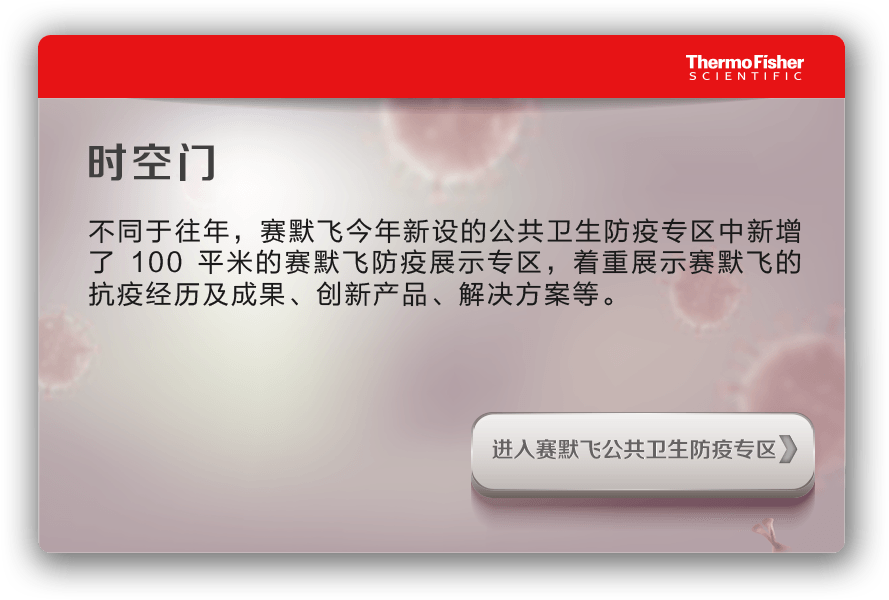 ThermoFisher
SCIENTIFIC
时空门
不同于往年，赛默飞今年新设的公共卫生防疫专区中新增
了 100 平米的赛默飞防疫展示专区，着重展示赛默飞的
抗疫经历及成果、创新产品、解决方案等。
进入赛默飞公共卫生防疫专区